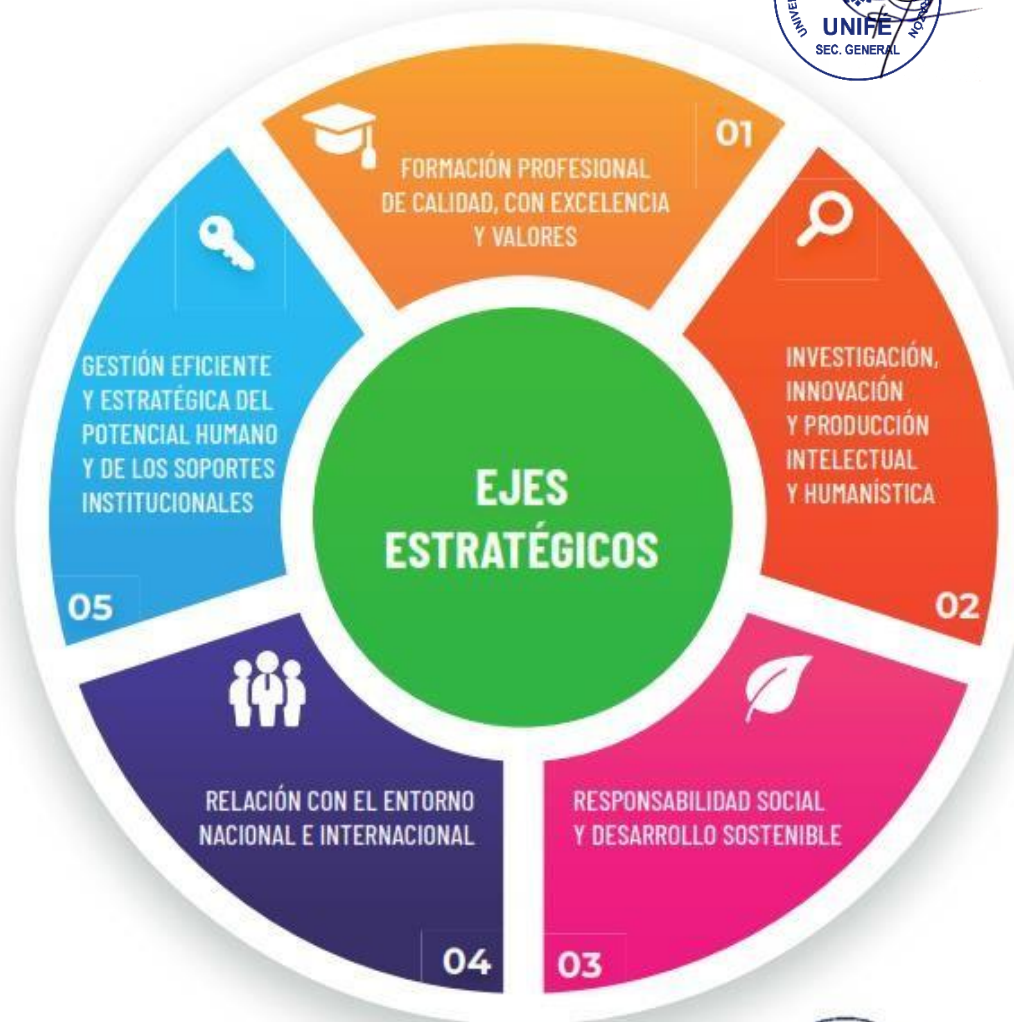 UNIFÉ
SEC. GENERAL
01
FORMACIÓN PROFESIONAL
DE CALIDAD, CON EXCELENCIA
Y VALORES
INVESTIGACIÓN,
INNOVACIÓN
Y PRODUCCIÓN
INTELECTUAL
Y HUMANÍSTICA
02
RESPONSABILIDAD SOCIAL
Y DESARROLLO SOSTENIBLE
03
RELACIÓN CON EL ENTORNO
NACIONAL E INTERNACIONAL
04
GESTIÓN EFICIENTE
Y ESTRATÉGICA DEL
POTENCIAL HUMANO
Y DE LOS SOPORTES
INSTITUCIONALES
05
EJES
ESTRATÉGICOS